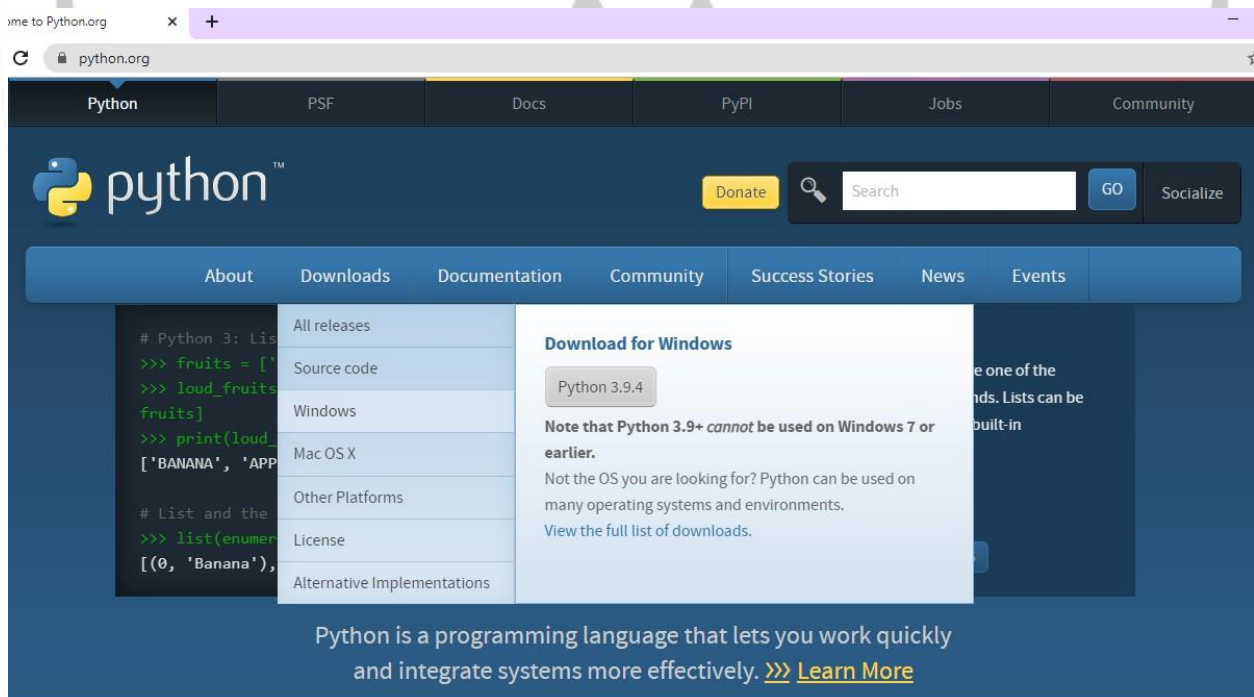 ome to Python.org
python.org
Python PSF Docs PyPI Jobs Community
python™
Donate Search GO Socialize
About Downloads Documentation Community Success Stories News Events
# Python 3: Lis
>>> fruits = ['
>>> loud_fruits
fruits]
>>> print(loud_
['BANANA', 'APP
# List and the
>>> list(enumer
[(0, 'Banana'),
All releases
Source code
Windows
Mac OS X
Other Platforms
License
Alternative Implementations
Download for Windows
Python 3.9.4
Note that Python 3.9+ cannot be used on Windows 7 or
earlier.
Not the OS you are looking for? Python can be used on
many operating systems and environments.
View the full list of downloads.
e one of the
nds. Lists can be
built-in
Python is a programming language that lets you work quickly
and integrate systems more effectively. >>> Learn More